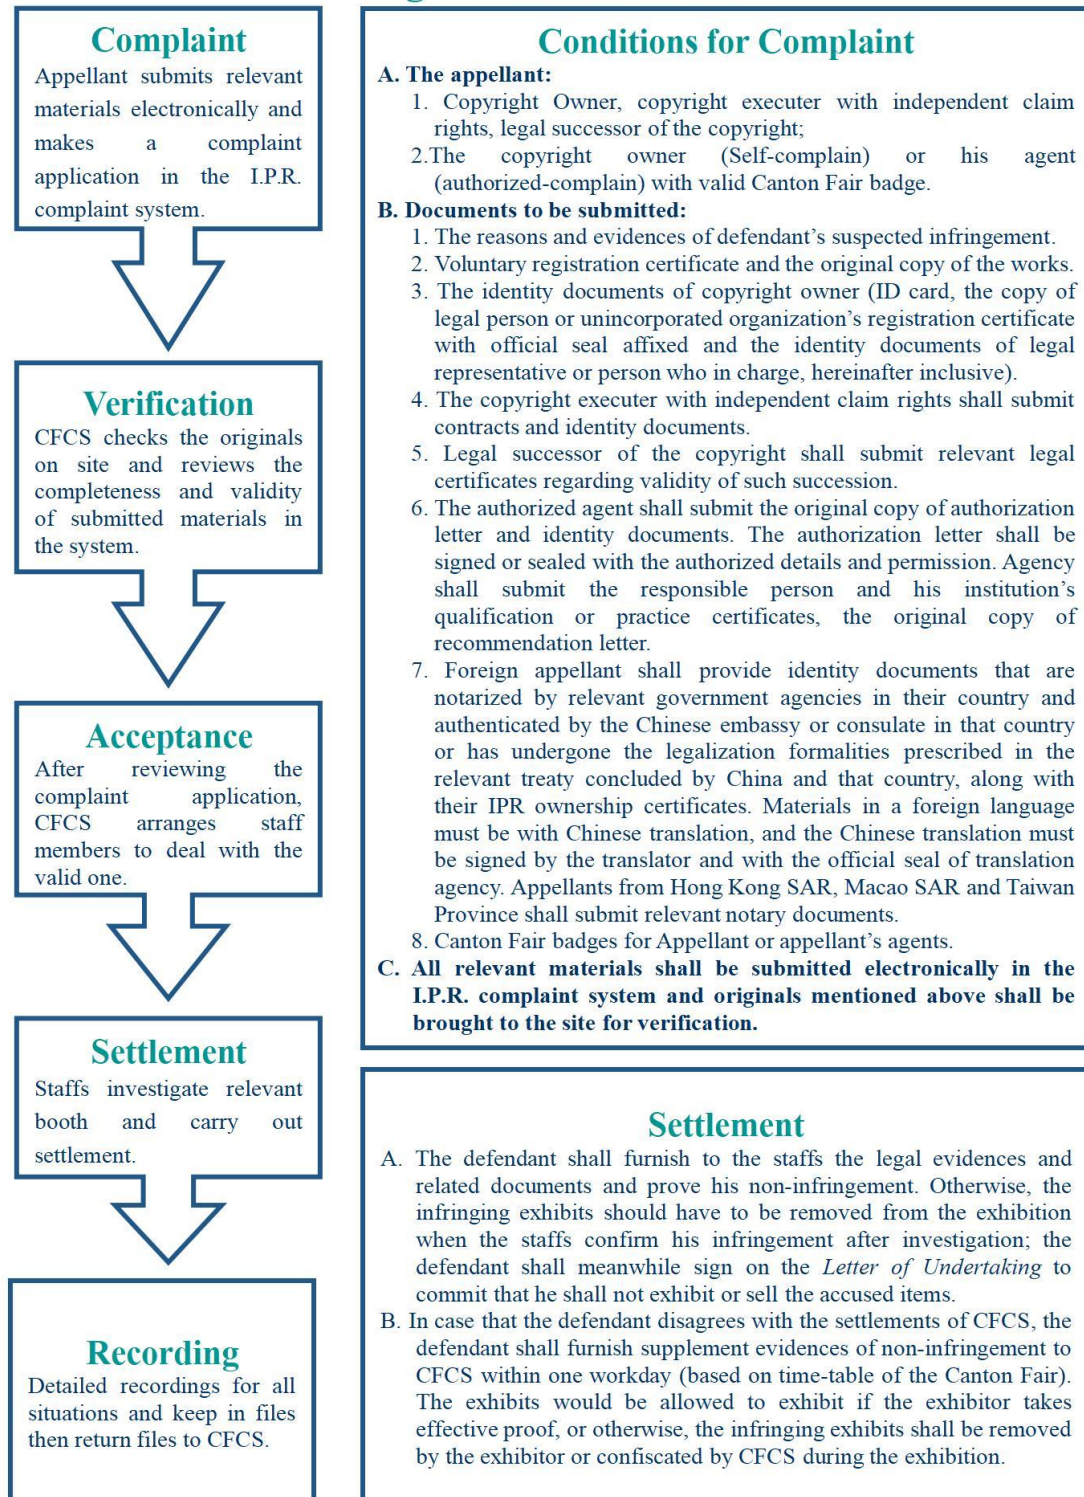 Complaint
Appellant submits relevant
materials electronically and
makes a complaint
application in the I.P.R.
complaint system.
Verification
CFCS checks the originals
on site and reviews the
completeness and validity
of submitted materials in
the system.
Acceptance
After reviewing the
complaint application,
CFCS arranges staff
members to deal with the
valid one.
Settlement
Staffs investigate relevant
booth and carry out
settlement.
Recording
Detailed recordings for all
situations and keep in files
then return files to CFCS.
Conditions for Complaint
A. The appellant:
1. Copyright Owner, copyright executer with independent claim
rights, legal successor of the copyright;
2.The copyright owner (Self-complain) or his agent
(authorized-complain) with valid Canton Fair badge.
B. Documents to be submitted:
1. The reasons and evidences of defendant's suspected infringement.
2. Voluntary registration certificate and the original copy of the works.
3. The identity documents of copyright owner (ID card, the copy of
legal person or unincorporated organization's registration certificate
with official seal affixed and the identity documents of legal
representative or person who in charge, hereinafter inclusive).
4. The copyright executer with independent claim rights shall submit
contracts and identity documents.
5. Legal successor of the copyright shall submit relevant legal
certificates regarding validity of such succession.
6. The authorized agent shall submit the original copy of authorization
letter and identity documents. The authorization letter shall be
signed or sealed with the authorized details and permission. Agency
shall submit the responsible person and his institution's
qualification or practice certificates, the original copy of
recommendation letter.
7. Foreign appellant shall provide identity documents that are
notarized by relevant government agencies in their country and
authenticated by the Chinese embassy or consulate in that country
or has undergone the legalization formalities prescribed in the
relevant treaty concluded by China and that country, along with
their IPR ownership certificates. Materials in a foreign language
must be with Chinese translation, and the Chinese translation must
be signed by the translator and with the official seal of translation
agency. Appellants from Hong Kong SAR, Macao SAR and Taiwan
Province shall submit relevant notary documents.
8. Canton Fair badges for Appellant or appellant's agents.
C. All relevant materials shall be submitted electronically in the
I.P.R. complaint system and originals mentioned above shall be
brought to the site for verification.
Settlement
A. The defendant shall furnish to the staffs the legal evidences and
related documents and prove his non-infringement. Otherwise, the
infringing exhibits should have to be removed from the exhibition
when the staffs confirm his infringement after investigation; the
defendant shall meanwhile sign on the Letter of Undertaking to
commit that he shall not exhibit or sell the accused items.
B. In case that the defendant disagrees with the settlements of CFCS, the
defendant shall furnish supplement evidences of non-infringement to
CFCS within one workday (based on time-table of the Canton Fair).
The exhibits would be allowed to exhibit if the exhibitor takes
effective proof, or otherwise, the infringing exhibits shall be removed
by the exhibitor or confiscated by CFCS during the exhibition.